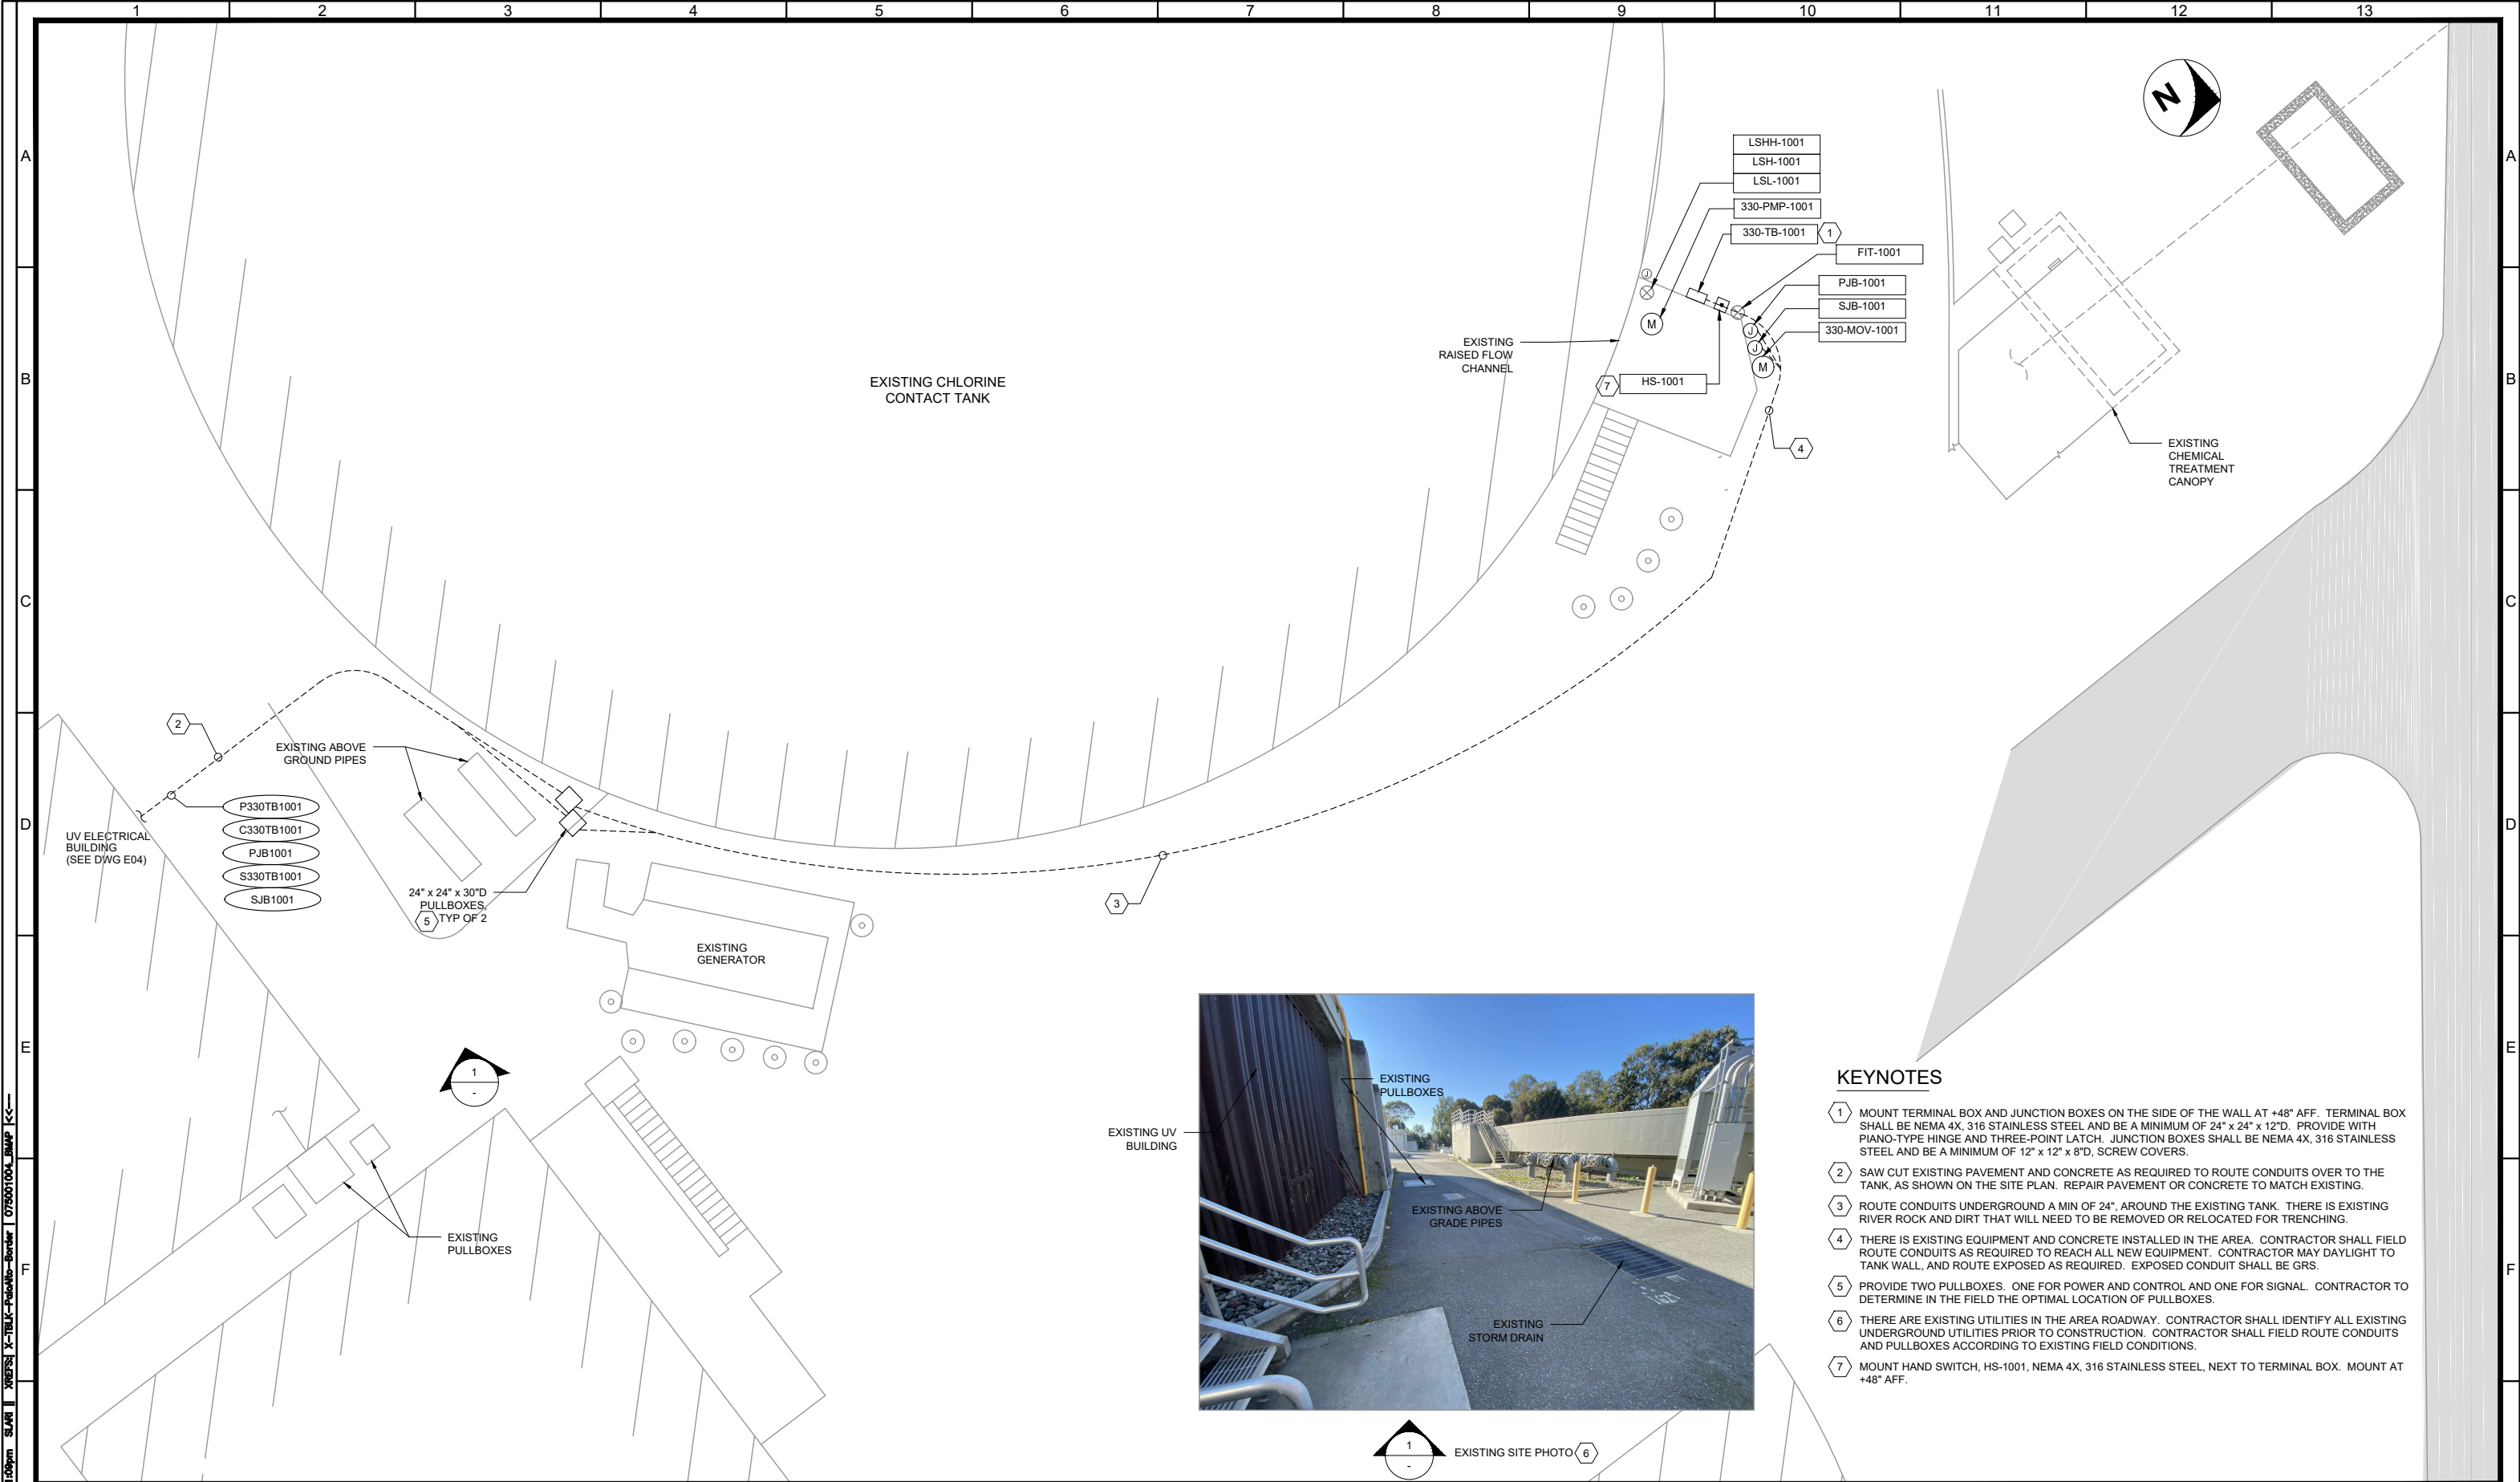 1 2 3 4 5 6 7 8 9 10 11 12 13
A A
B B
C C
D D
E E
F F
N
LSHH-1001
LSH-1001
LSL-1001
330-PMP-1001
330-TB-1001 1
FIT-1001
PJB-1001
SJB-1001
330-MOV-1001
J
M
J
J
M
EXISTING
RAISED FLOW
CHANNEL
7 HS-1001
4
EXISTING CHLORINE
CONTACT TANK
EXISTING
CHEMICAL
TREATMENT
CANOPY
2
EXISTING ABOVE
GROUND PIPES
P330TB1001
C330TB1001
PJB1001
S330TB1001
SJB1001
UV ELECTRICAL
BUILDING
(SEE DWG E04)
24" x 24" x 30"D
PULLBOXES,
5 TYP OF 2
3
EXISTING
GENERATOR
1
-
EXISTING
PULLBOXES
EXISTING UV
BUILDING
EXISTING
PULLBOXES
EXISTING ABOVE
GRADE PIPES
EXISTING
STORM DRAIN
1
-
EXISTING SITE PHOTO 6
KEYNOTES
1 MOUNT TERMINAL BOX AND JUNCTION BOXES ON THE SIDE OF THE WALL AT +48" AFF. TERMINAL BOX
SHALL BE NEMA 4X, 316 STAINLESS STEEL AND BE A MINIMUM OF 24" x 24" x 12"D. PROVIDE WITH
PIANO-TYPE HINGE AND THREE-POINT LATCH. JUNCTION BOXES SHALL BE NEMA 4X, 316 STAINLESS
STEEL AND BE A MINIMUM OF 12" x 12" x 8"D, SCREW COVERS.
2 SAW CUT EXISTING PAVEMENT AND CONCRETE AS REQUIRED TO ROUTE CONDUITS OVER TO THE
TANK, AS SHOWN ON THE SITE PLAN. REPAIR PAVEMENT OR CONCRETE TO MATCH EXISTING.
3 ROUTE CONDUITS UNDERGROUND A MIN OF 24", AROUND THE EXISTING TANK. THERE IS EXISTING
RIVER ROCK AND DIRT THAT WILL NEED TO BE REMOVED OR RELOCATED FOR TRENCHING.
4 THERE IS EXISTING EQUIPMENT AND CONCRETE INSTALLED IN THE AREA. CONTRACTOR SHALL FIELD
ROUTE CONDUITS AS REQUIRED TO REACH ALL NEW EQUIPMENT. CONTRACTOR MAY DAYLIGHT TO
TANK WALL, AND ROUTE EXPOSED AS REQUIRED. EXPOSED CONDUIT SHALL BE GRS.
5 PROVIDE TWO PULLBOXES. ONE FOR POWER AND CONTROL AND ONE FOR SIGNAL. CONTRACTOR TO
DETERMINE IN THE FIELD THE OPTIMAL LOCATION OF PULLBOXES.
6 THERE ARE EXISTING UTILITIES IN THE AREA ROADWAY. CONTRACTOR SHALL IDENTIFY ALL EXISTING
UNDERGROUND UTILITIES PRIOR TO CONSTRUCTION. CONTRACTOR SHALL FIELD ROUTE CONDUITS
AND PULLBOXES ACCORDING TO EXISTING FIELD CONDITIONS.
7 MOUNT HAND SWITCH, HS-1001, NEMA 4X, 316 STAINLESS STEEL, NEXT TO TERMINAL BOX. MOUNT AT
+48" AFF.
SLARI || XREFS: | X-TBLK-PaloAlto-Border | 075001004_BMAP |<<---